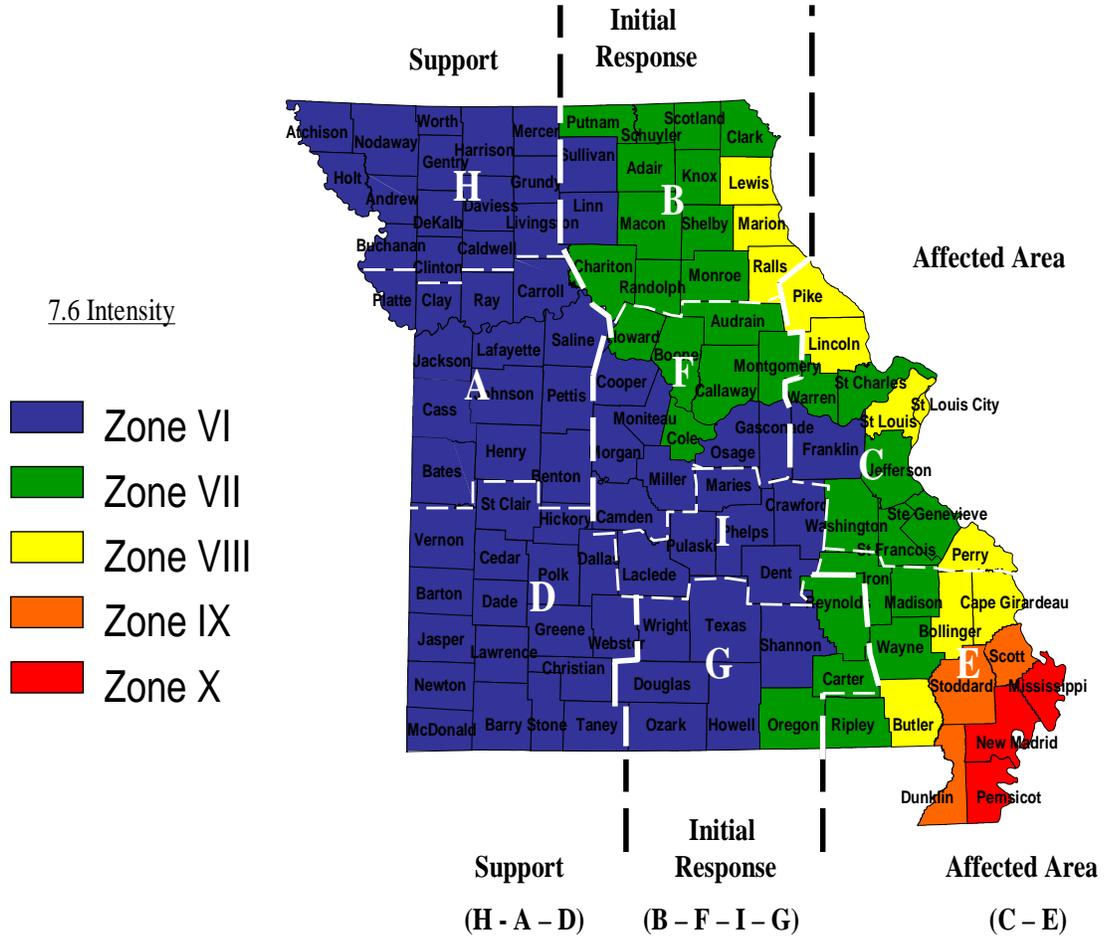 Initial
Response
Support
Affected Area
7.6 Intensity
Zone VI
Zone VII
Zone VIII
Zone IX
Zone X
Atchison
Nodaway
Worth
Harrison
Mercer
Putnam
Schuyler
Scotland
Clark
Gentry
Sullivan
Adair
Knox
Lewis
Holt
Andrew
H
Grundy
B
DeKalb
Daviess
Livingston
Linn
Macon
Shelby
Marion
Buchanan
Clinton
Caldwell
Chariton
Randolph
Monroe
Ralls
Pike
Platte
Clay
Ray
Carroll
Howard
Audrain
Lincoln
Jackson
Lafayette
Saline
Boone
F
Montgomery
A
Johnson
Pettis
Cooper
Callaway
Warren
St Charles
Cass
Moniteau
Cole
Gasconade
St Louis
St Louis City
Bates
Henry
Benton
Morgan
Miller
Osage
Maries
Franklin
C
Jefferson
St Clair
Hickory
Camden
Crawford
Washington
Ste Genevieve
Vernon
Cedar
Dallas
Pulaski
I
Phelps
St Francois
Perry
Barton
Dade
Polk
D
Laclede
Dent
Iron
Reynolds
Madison
Cape Girardeau
Jasper
Lawrence
Greene
Webster
Wright
Texas
Shannon
Bollinger
Wayne
G
E
Scott
Newton
Christian
Douglas
Carter
Stoddard
Mississippi
McDonald
Barry
Stone
Taney
Ozark
Howell
Oregon
Ripley
Butler
New Madrid
Dunklin
Pemsicot
Support
Initial
Response
Affected Area
(H - A – D)
(B – F – I – G)
(C – E)